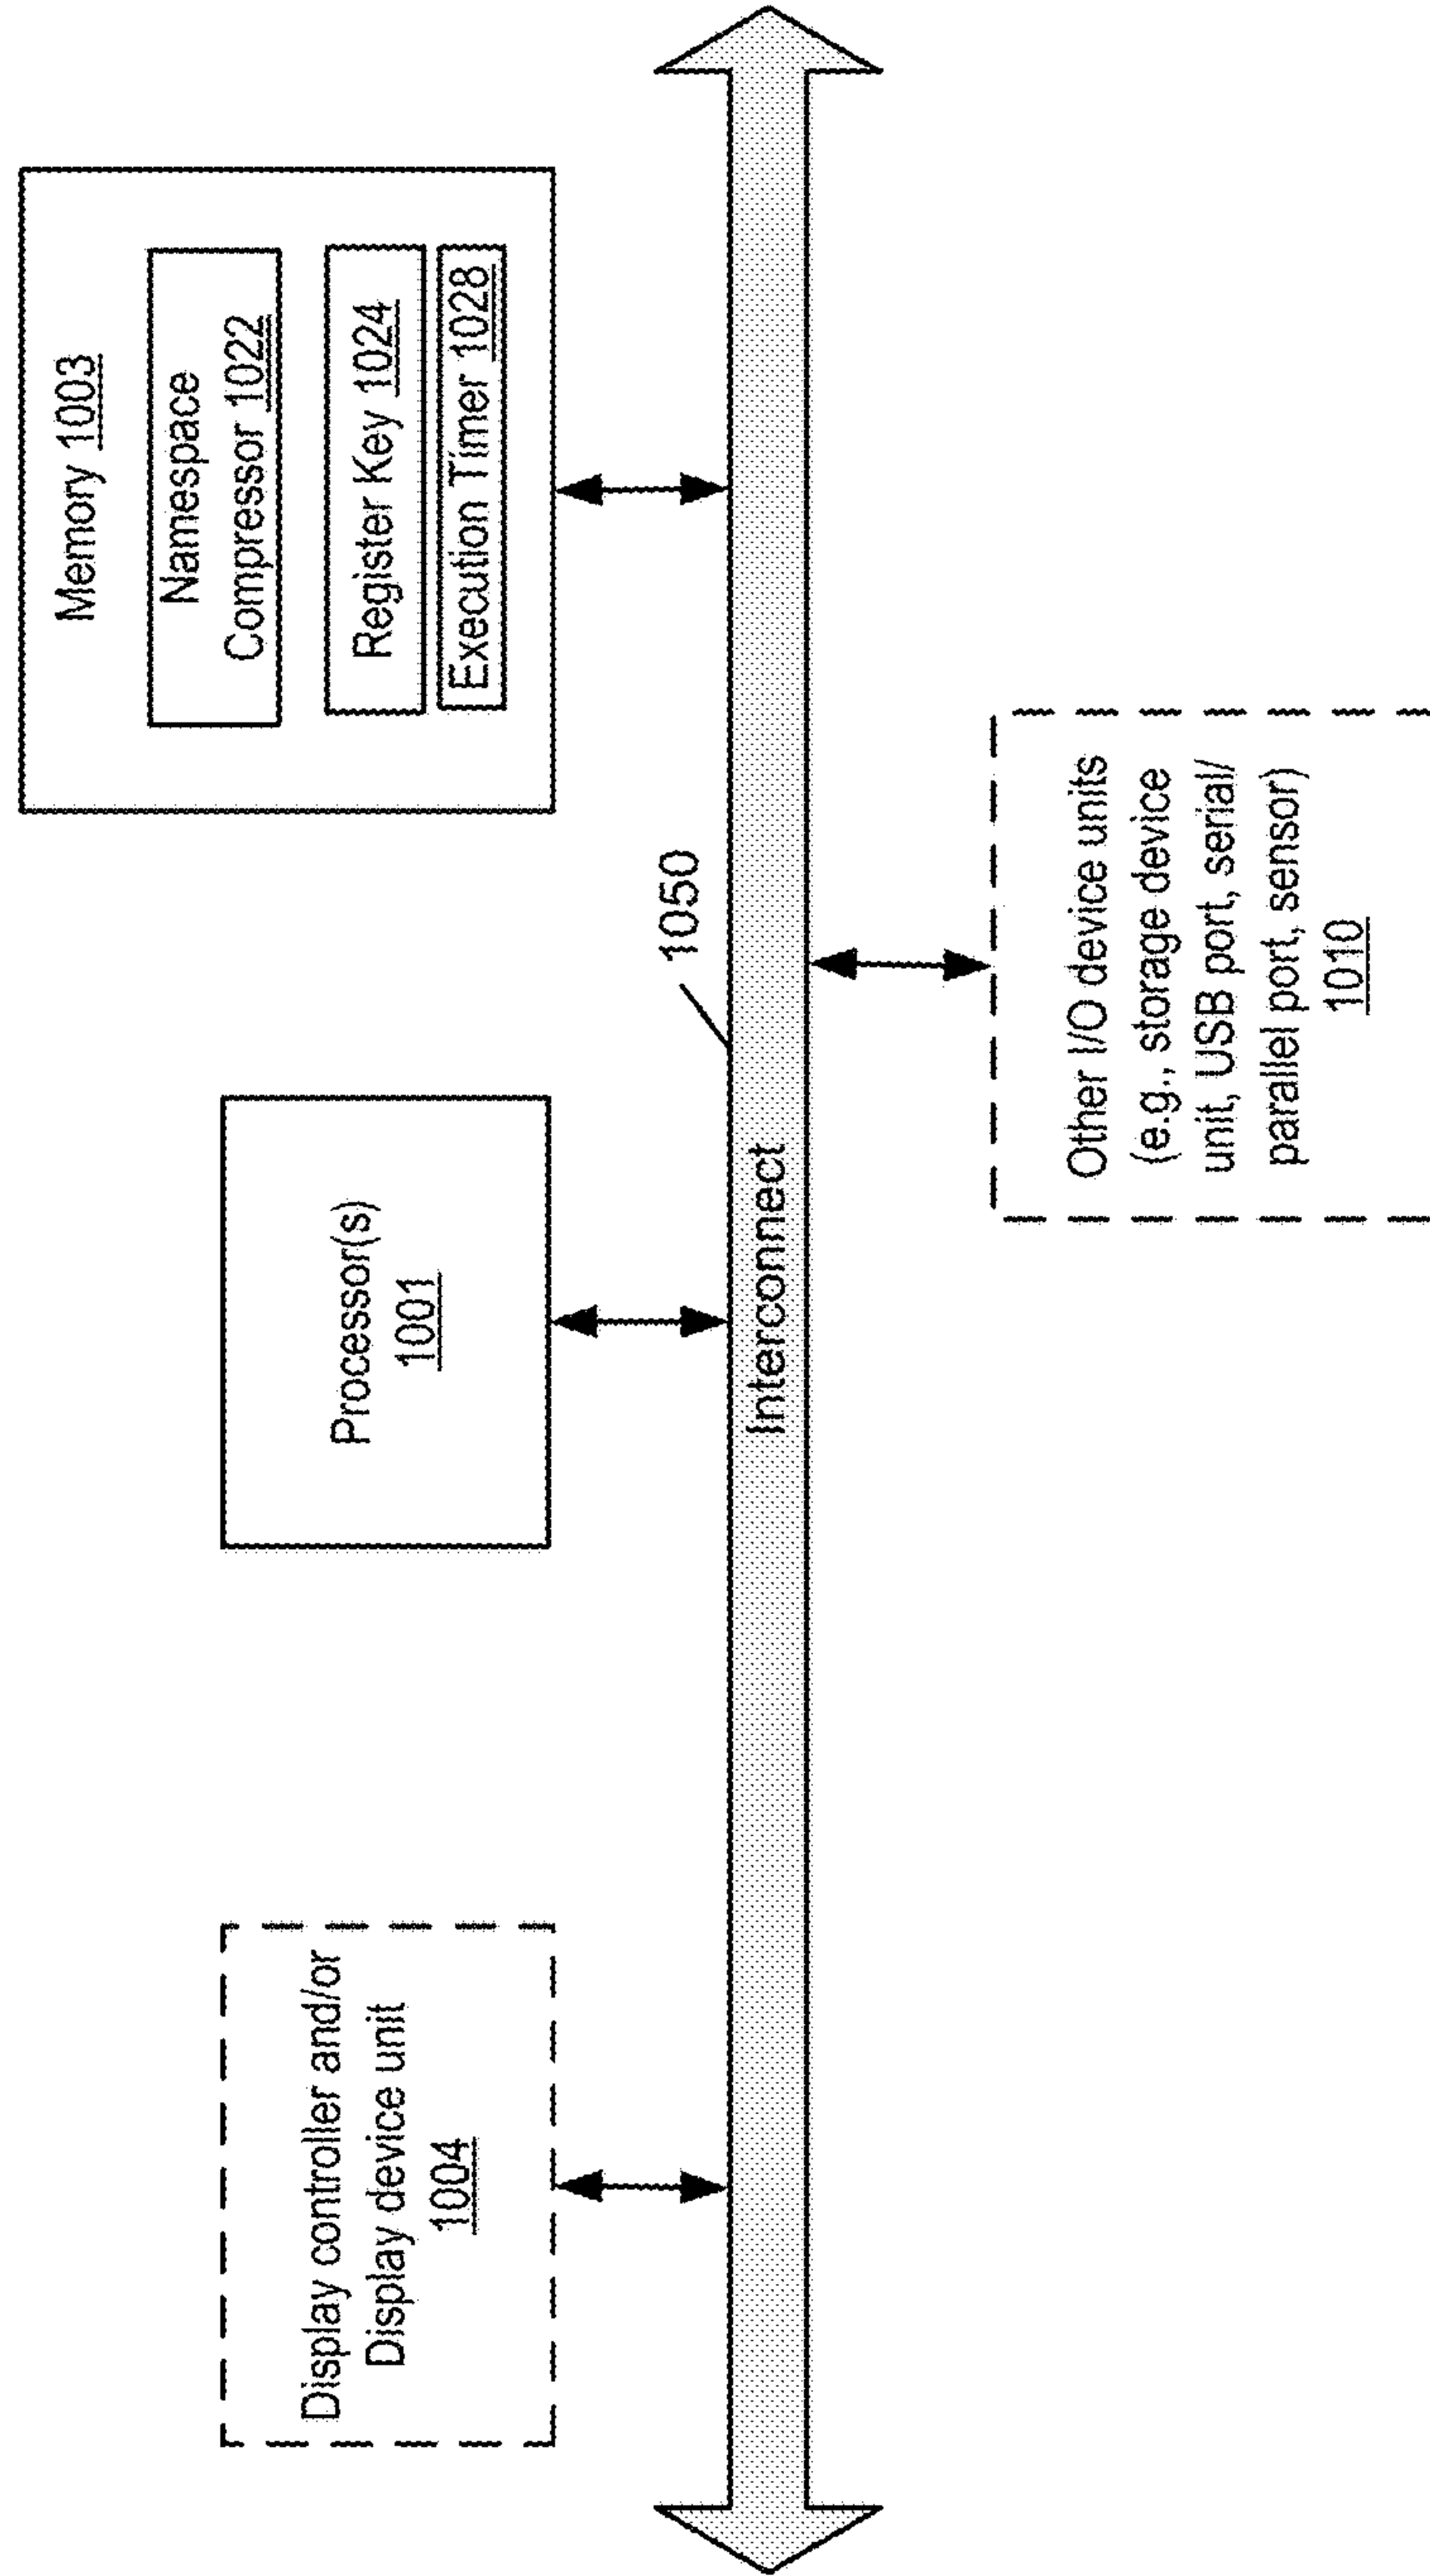 Display controller and/or
Display device unit
1004
Processor(s)
1001
Memory 1003
Namespace
Compressor 1022
Register Key 1024
Execution Timer 1028
1050
Interconnect
Other I/O device units
(e.g., storage device
unit, USB port, serial/
parallel port, sensor)
1010